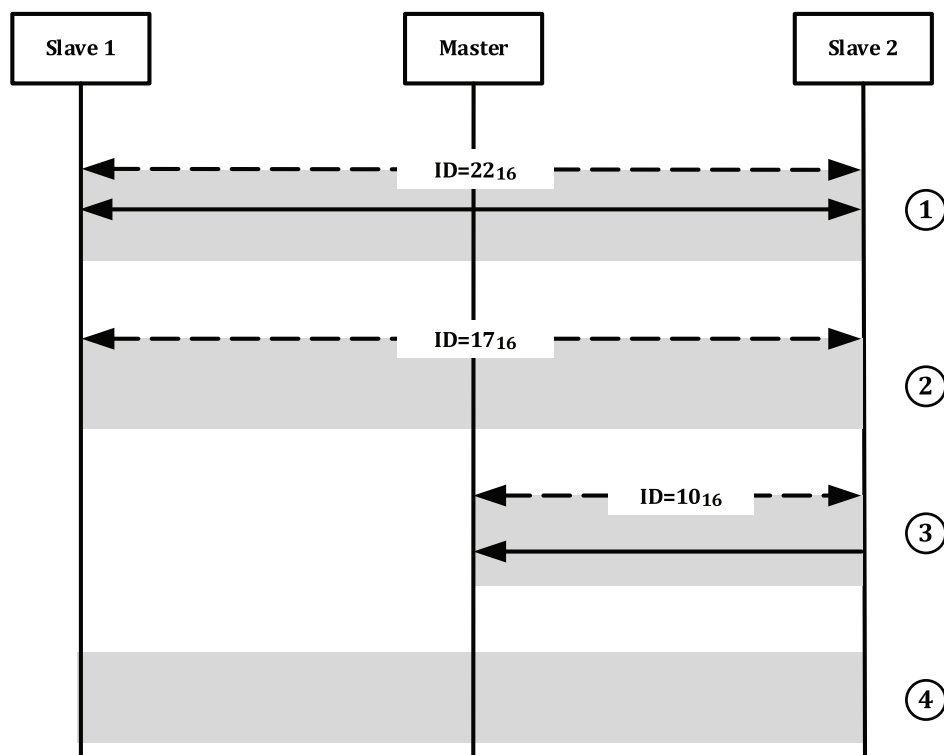 Slave 1
Master
Slave 2
ID=22₁₆
1
ID=17₁₆
2
ID=10₁₆
3
4